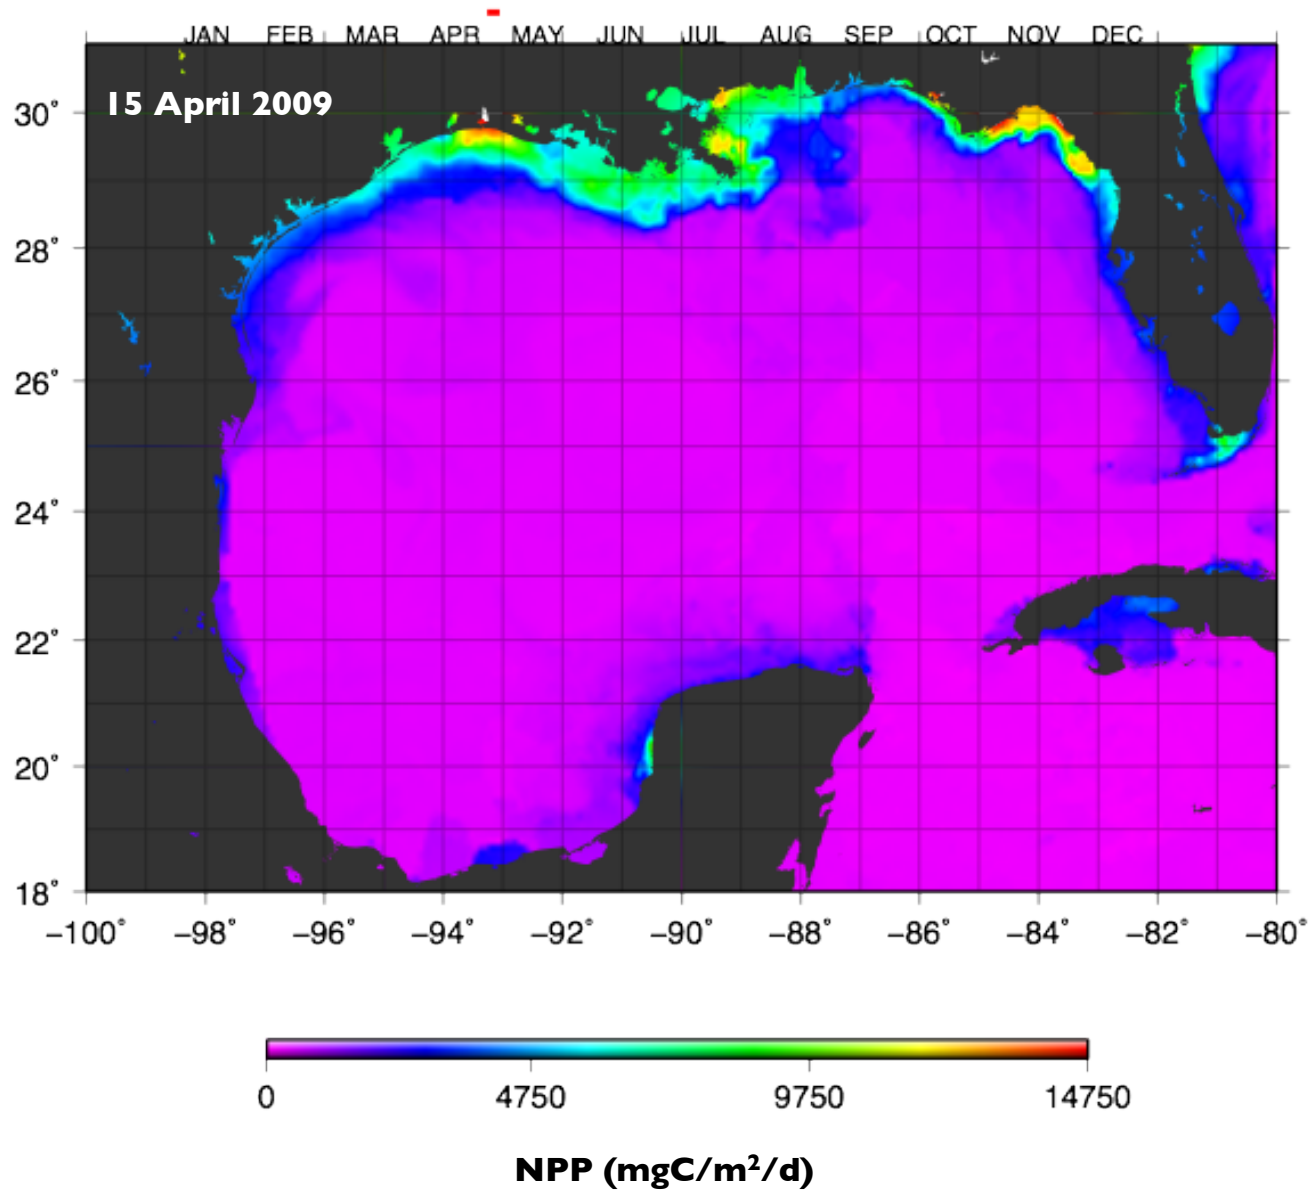 JAN FEB MAR APR MAY JUN JUL AUG SEP OCT NOV DEC
15 April 2009
30°
28°
26°
24°
22°
20°
18°
−100° −98° −96° −94° −92° −90° −88° −86° −84° −82° −80°
0 4750 9750 14750
NPP (mgC/m²/d)